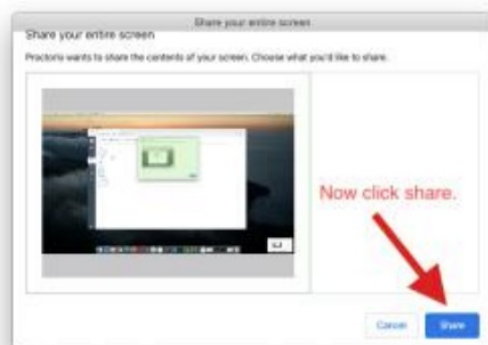 Share your entire screen
Share your entire screen
Proctorio wants to share the contents of your screen. Choose what you'd like to share.
Now click share.
Cancel
Share